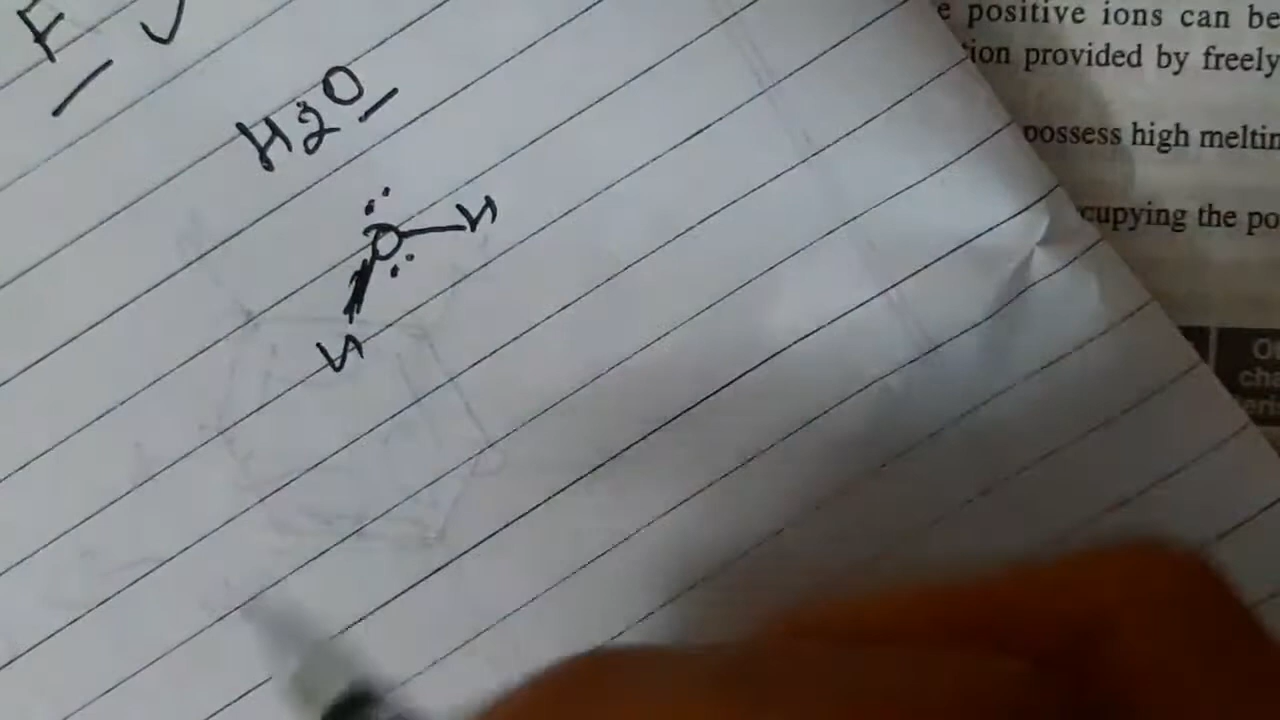 F
H2O
O H
H
e positive ions can be
ion provided by freely
possess high meltin
cupying the po